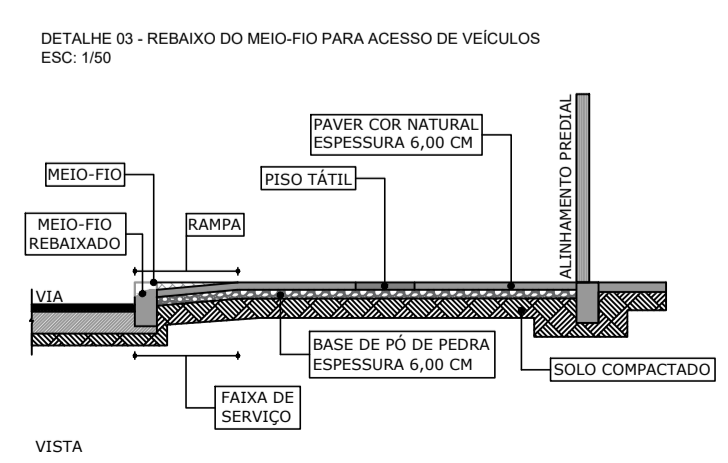 DETALHE 03 - REBAIXO DO MEIO-FIO PARA ACESSO DE VEÍCULOS
ESC: 1/50
PAVER COR NATURAL
ESPESSURA 6,00 CM
ALINHAMENTO PREDIAL
MEIO-FIO
PISO TÁTIL
MEIO-FIO
REBAIXADO
RAMPA
VIA
BASE DE PÓ DE PEDRA
ESPESSURA 6,00 CM
SOLO COMPACTADO
FAIXA DE
SERVIÇO
VISTA